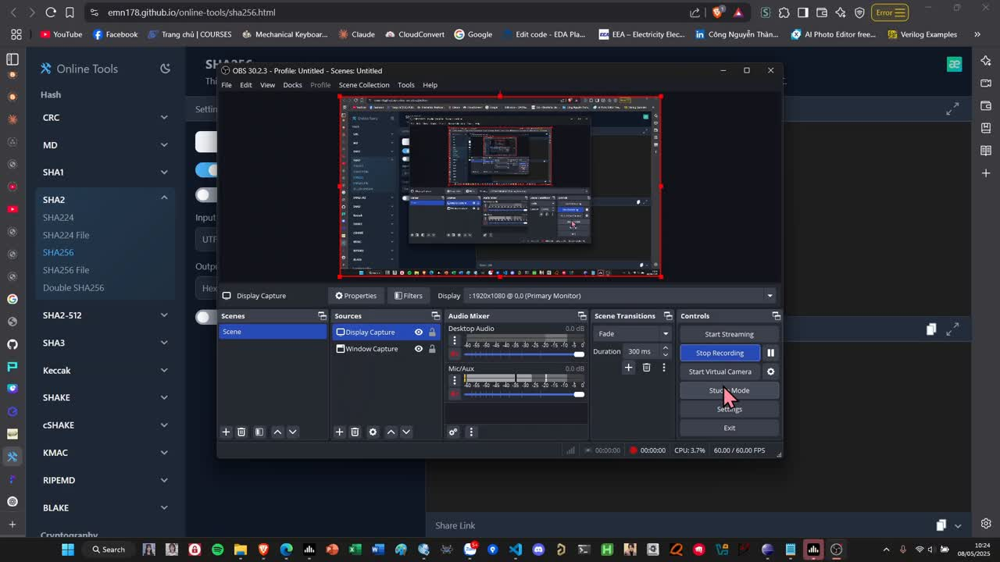 emn178.github.io/online-tools/sha256.html
Error
YouTube
Facebook
Trang chủ | COURSES
Mechanical Keyboar...
Claude
CloudConvert
Google
Edit code - EDA Pla...
EEA – Electricity Elec...
Công Nguyễn Thàn...
AI Photo Editor free...
Verilog Examples
Online Tools
SHA256
Hash
CRC
MD
SHA1
SHA2
SHA224
SHA224 File
SHA256
SHA256 File
Double SHA256
SHA2-512
SHA3
Keccak
SHAKE
cSHAKE
KMAC
RIPEMD
BLAKE
Cryptography
OBS 30.2.3 - Profile: Untitled - Scenes: Untitled
File Edit View Docks Profile Scene Collection Tools Help
Display Capture
Properties
Filters
Display
: 1920x1080 @ 0,0 (Primary Monitor)
Scenes
Scene
Sources
Display Capture
Window Capture
Audio Mixer
Desktop Audio 0.0 dB
-60 -55 -50 -45 -40 -35 -30 -25 -20 -15 -10 -5 0
Mic/Aux 0.0 dB
-60 -55 -50 -45 -40 -35 -30 -25 -20 -15 -10 -5 0
Scene Transitions
Fade
Duration 300 ms
Controls
Start Streaming
Stop Recording
Start Virtual Camera
Settings
Exit
00:00:00
00:00:00
CPU: 3.7%
60.00 / 60.00 FPS
Share Link
Search
10:24
08/05/2025